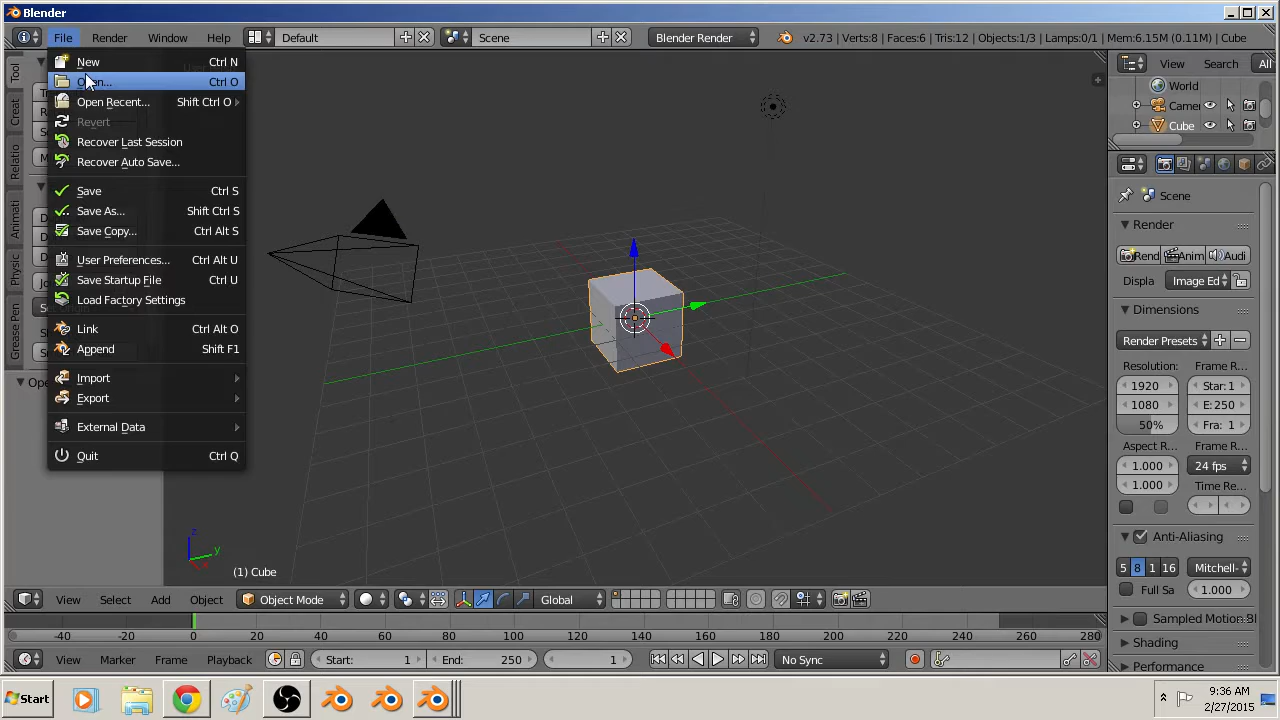 Blender
File Render Window Help Default Scene Blender Render v2.73 | Verts:8 | Faces:6 | Tris:12 | Objects:1/3 | Lamps:0/1 | Mem:6.15M (0.11M) | Cube
New Ctrl N
Open... Ctrl O
Open Recent... Shift Ctrl O
Revert
Recover Last Session
Recover Auto Save...
Save Ctrl S
Save As... Shift Ctrl S
Save Copy... Ctrl Alt S
User Preferences... Ctrl Alt U
Save Startup File Ctrl U
Load Factory Settings
Link Ctrl Alt O
Append Shift F1
Import
Export
External Data
Quit Ctrl Q
Tool
Creat
Relatio
Animati
Physic
Grease Pen
z
y
(1) Cube
View Search All
World
Camer
Cube
Scene
Render
Rend Anim Audi
Displa Image Ed
Dimensions
Render Presets
Resolution: Frame R...
1920 Star: 1
1080 E: 250
50% Fra: 1
Aspect R... Frame R...
1.000 24 fps
1.000 Time Re...
Anti-Aliasing
5 8 1 16 Mitchell-
Full Sa 1.000
Sampled Motion Bl
Shading
Performance
View Select Add Object Object Mode Global
-40 -20 0 20 40 60 80 100 120 140 160 180 200 220 240 260 280
View Marker Frame Playback Start: 1 End: 250 1 No Sync
Start
9:36 AM
2/27/2015